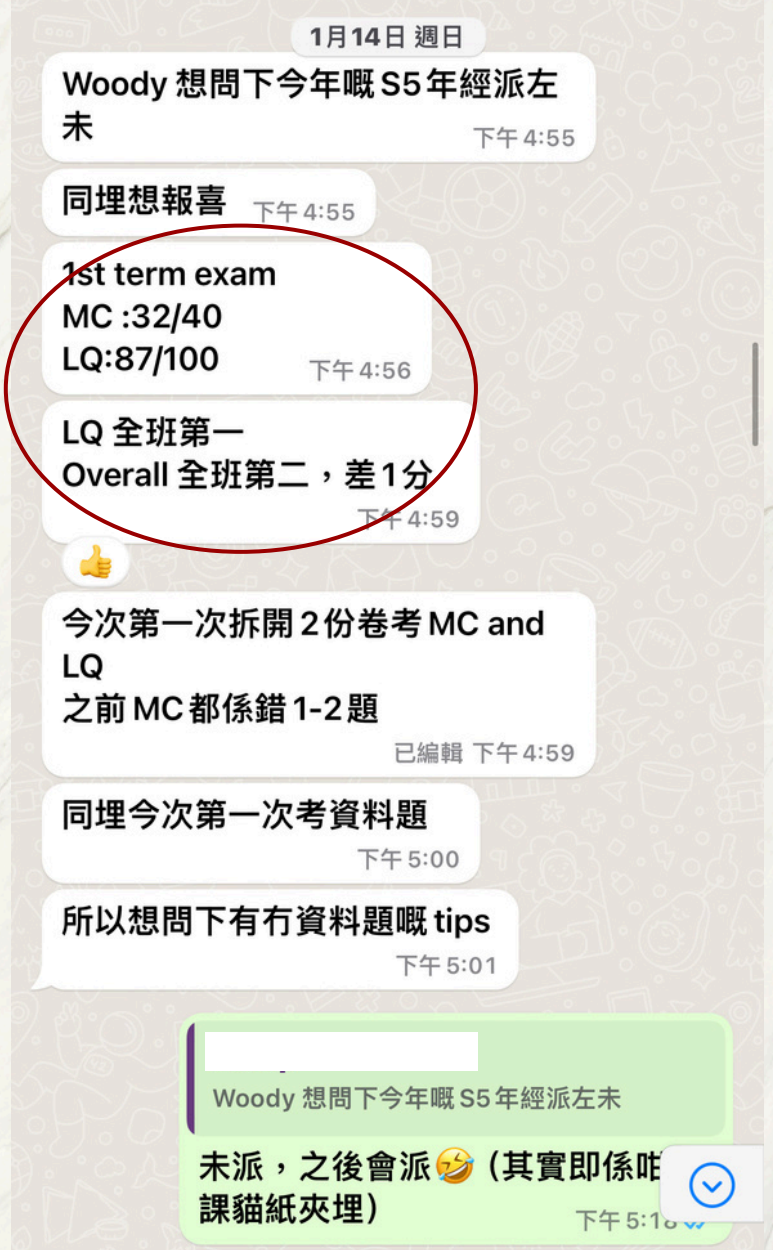 1月14日 週日
Woody 想問下今年嘅 S5 年經派左
未
下午 4:55
同埋想報喜
下午 4:55
1st term exam
MC :32/40
LQ:87/100
下午 4:56
LQ 全班第一
Overall 全班第二，差 1 分
下午 4:59
👍
今次第一次拆開 2 份卷考 MC and
LQ
之前 MC 都係錯 1-2 題
已編輯 下午 4:59
同埋今次第一次考資料題
下午 5:00
所以想問下有冇資料題嘅 tips
下午 5:01
Woody 想問下今年嘅 S5 年經派左未
未派，之後會派🤣（其實即係咁
課貓紙夾埋）
下午 5:18